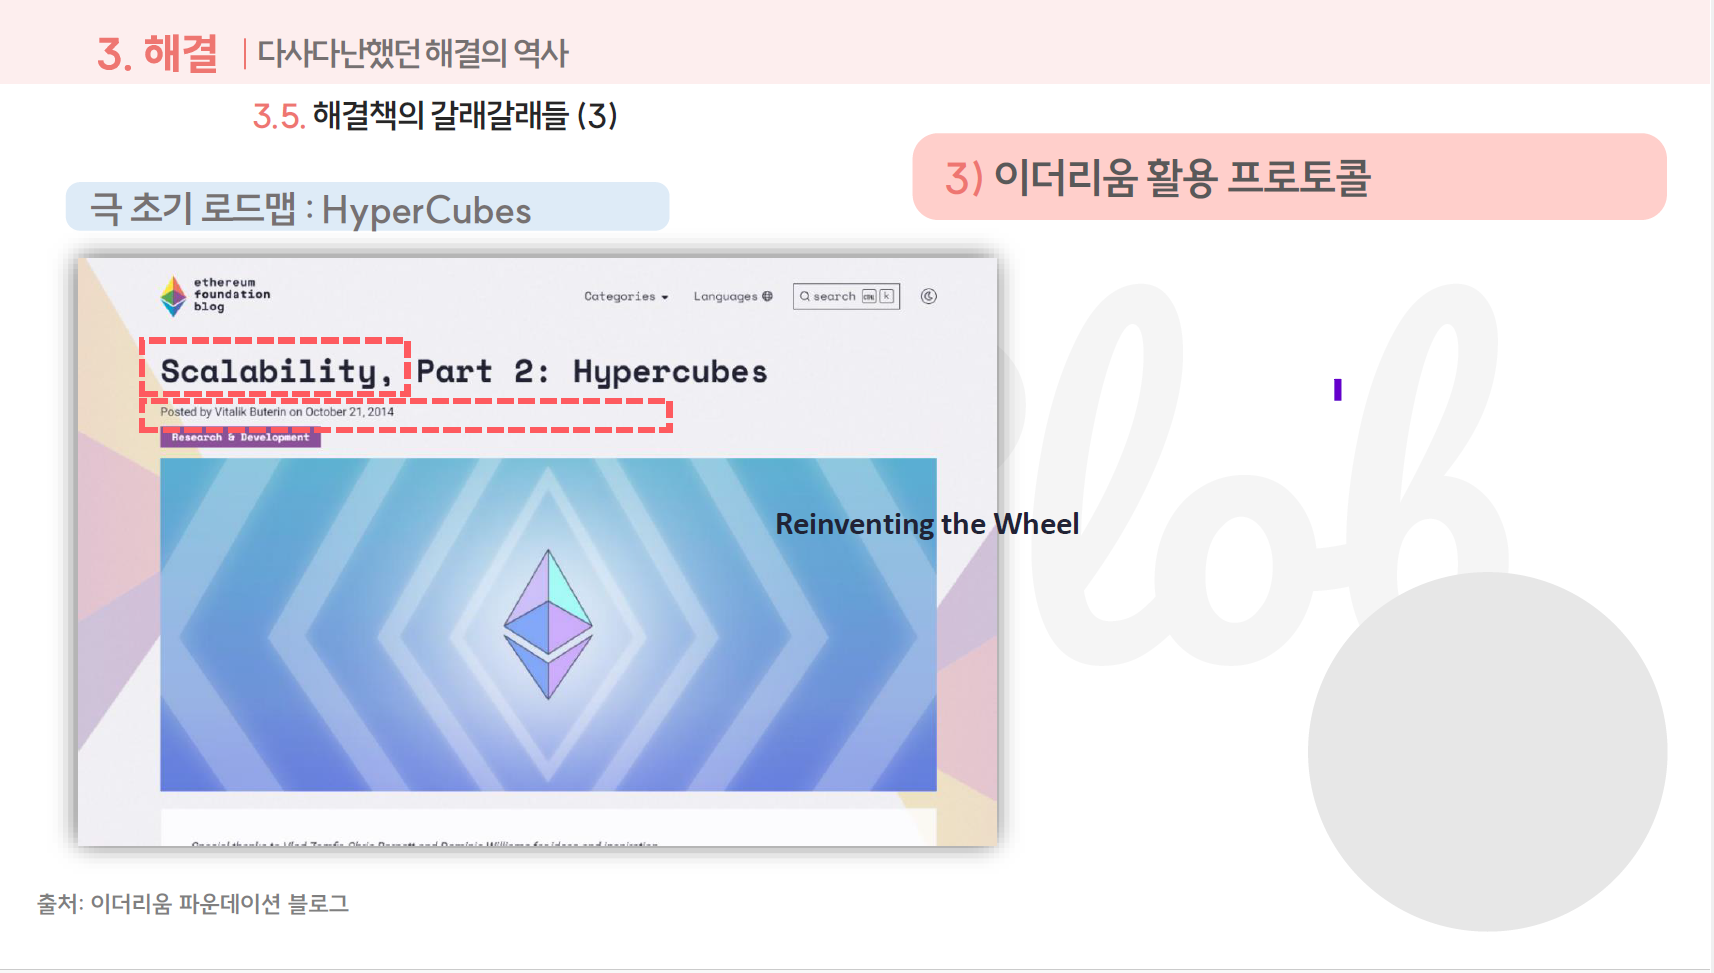 3. 해결 | 다사다난했던 해결의 역사
3.5. 해결책의 갈래갈래들 (3)
3) 이더리움 활용 프로토콜
극 초기 로드맵 : HyperCubes
ethereum
foundation
blog
Categories
Languages
search
k
Scalability, Part 2: Hypercubes
Posted by Vitalik Buterin on October 21, 2014
Research & Development
Reinventing the Wheel
lob
출처: 이더리움 파운데이션 블로그